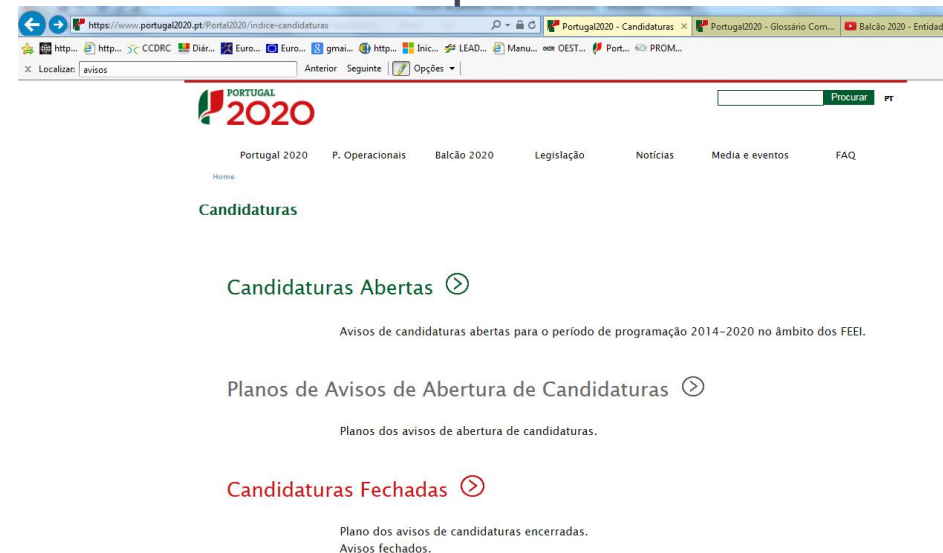 https://www.portugal2020.pt/Portal2020/indice-candidaturas
Portugal2020 - Candidaturas
Portugal2020 - Glossário Com...
Balcão 2020 - Entidad
http... http... CCDRC Diár... Euro... Euro... gmai... http... Inic... LEAD... Manu... OEST... Port... PROM...
x Localizar: avisos Anterior Seguinte Opções
PORTUGAL
2020
Procurar PT
Portugal 2020 P. Operacionais Balcão 2020 Legislação Notícias Media e eventos FAQ
Home
Candidaturas
Candidaturas Abertas
Avisos de candidaturas abertas para o período de programação 2014-2020 no âmbito dos FEEI.
Planos de Avisos de Abertura de Candidaturas
Planos dos avisos de abertura de candidaturas.
Candidaturas Fechadas
Plano dos avisos de candidaturas encerradas.
Avisos fechados.